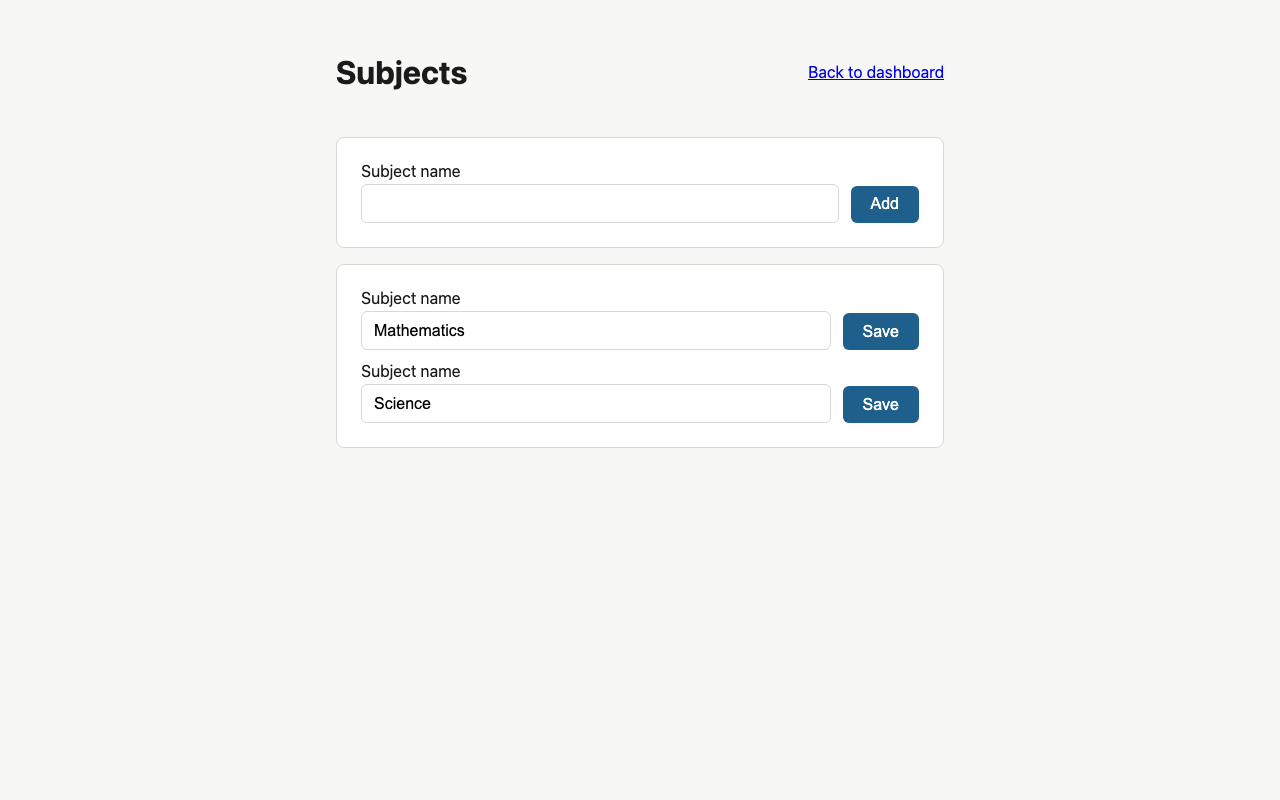 Subjects
Back to dashboard
Subject name
Add
Subject name
Mathematics
Save
Subject name
Science
Save